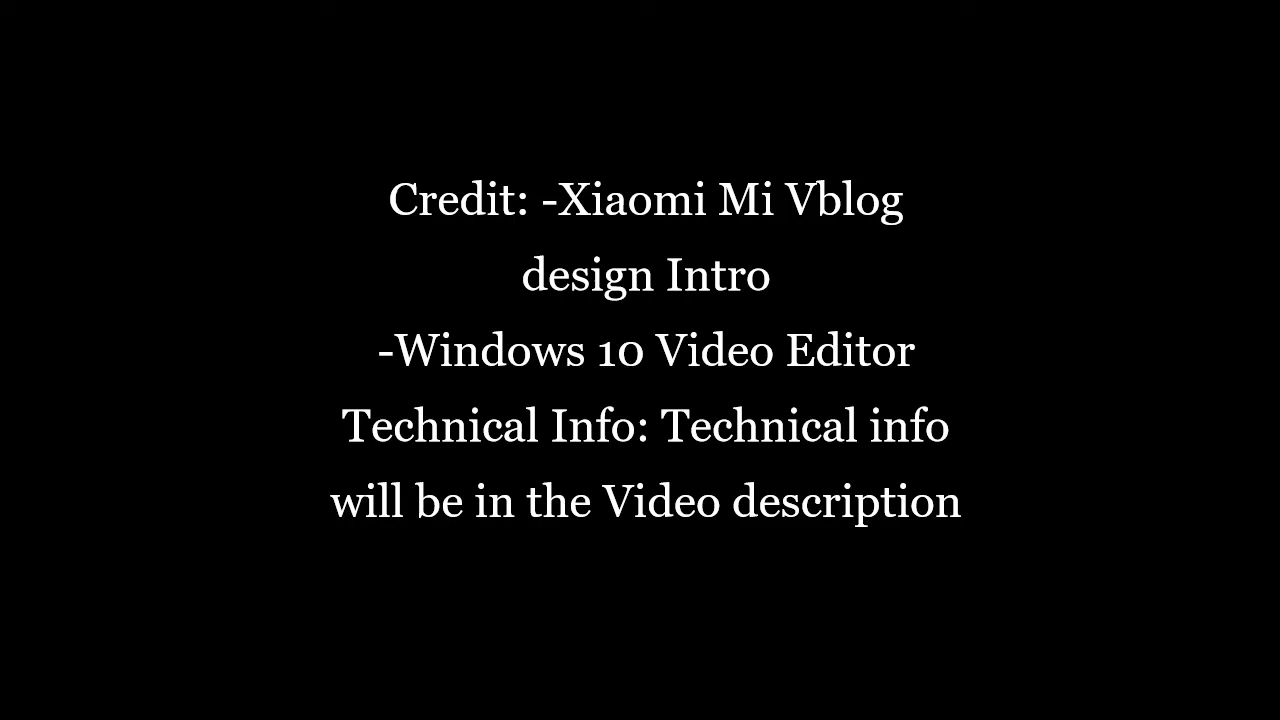 Credit: -Xiaomi Mi Vblog
design Intro
-Windows 10 Video Editor
Technical Info: Technical info
will be in the Video description